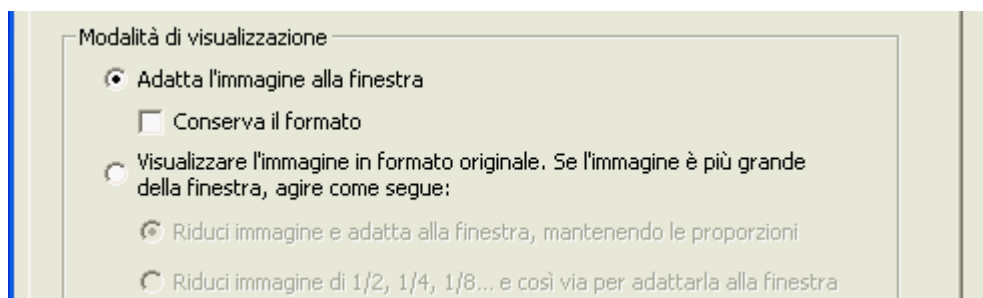 Modalità di visualizzazione
Adatta l'immagine alla finestra
Conserva il formato
Visualizzare l'immagine in formato originale. Se l'immagine è più grande
della finestra, agire come segue:
Riduci immagine e adatta alla finestra, mantenendo le proporzioni
Riduci immagine di 1/2, 1/4, 1/8... e così via per adattarla alla finestra